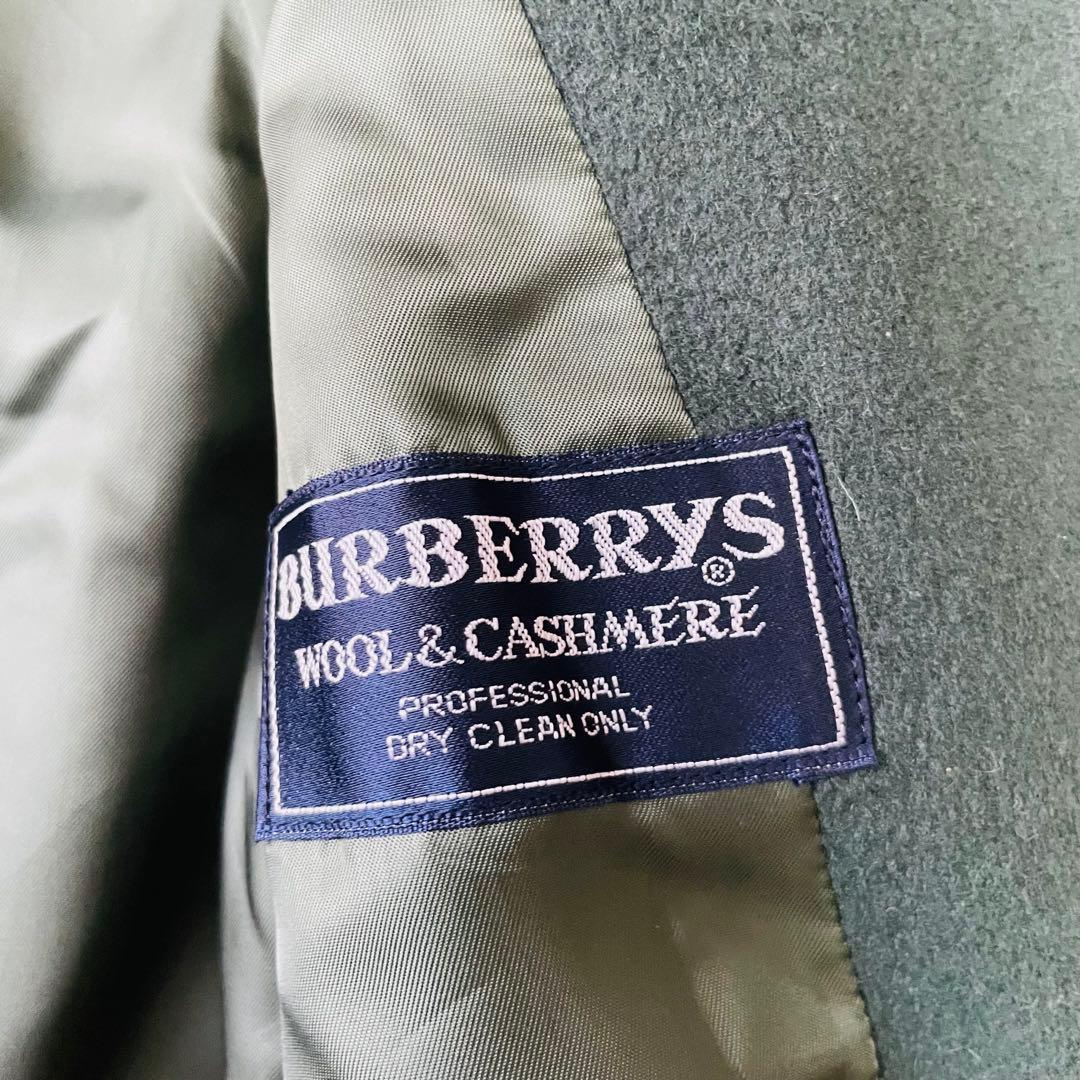 BURBERRYS®
WOOL & CASHMERE
PROFESSIONAL
DRY CLEAN ONLY